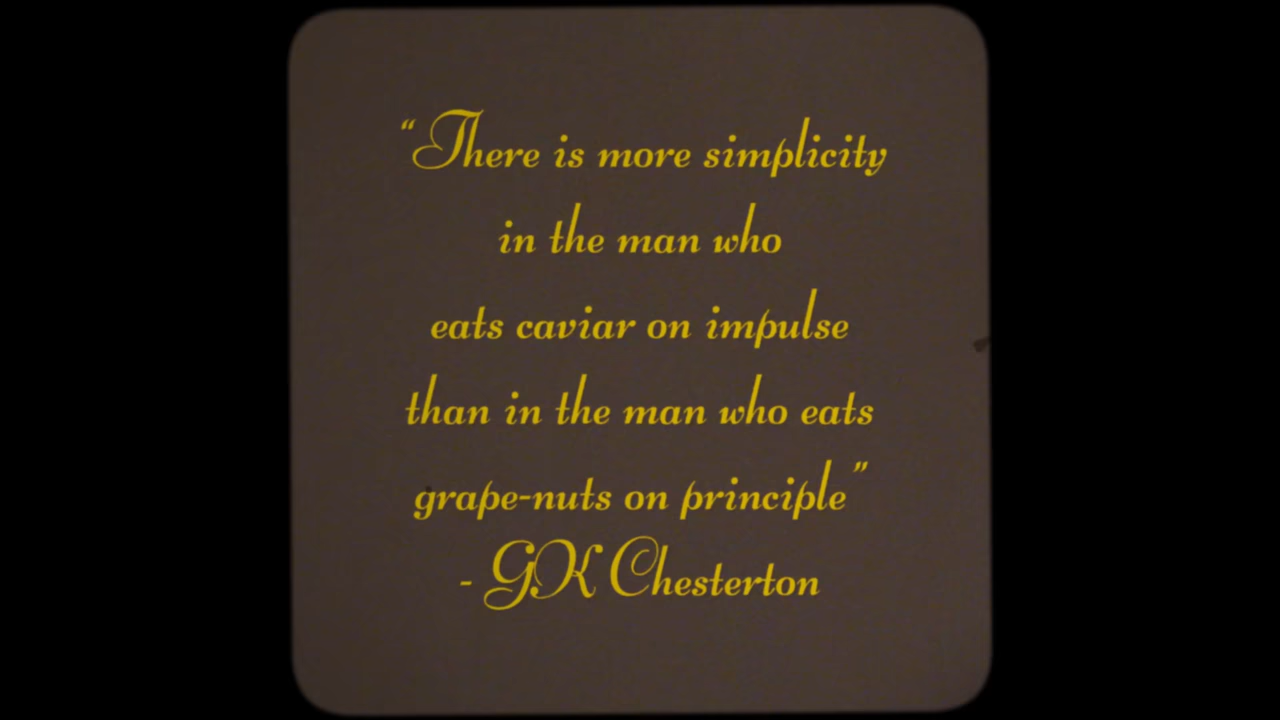 “There is more simplicity
in the man who
eats caviar on impulse
than in the man who eats
grape-nuts on principle”
- GK Chesterton